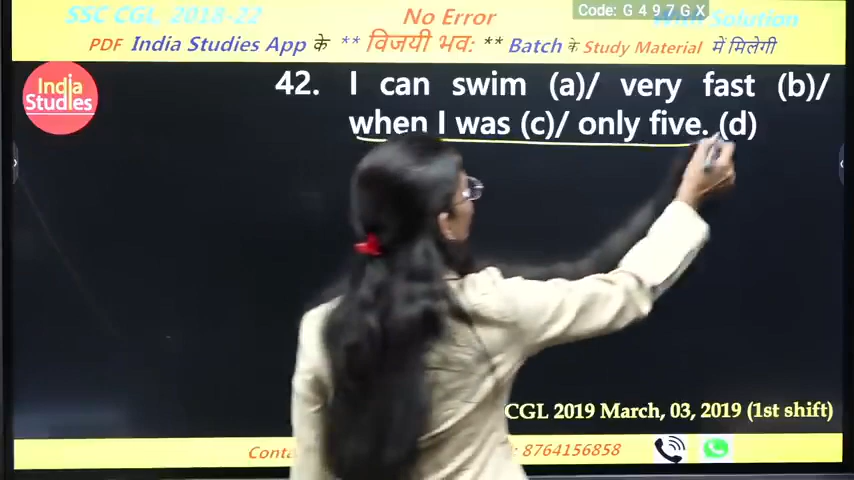 SSC CGL 2018-22 No Error With Solution
Code: G 4 9 7 G X
PDF India Studies App के ** विजयी भव: ** Batch के Study Material में मिलेगी
India
Studies
42. I can swim (a)/ very fast (b)/
when I was (c)/ only five. (d)
CGL 2019 March, 03, 2019 (1st shift)
: 8764156858